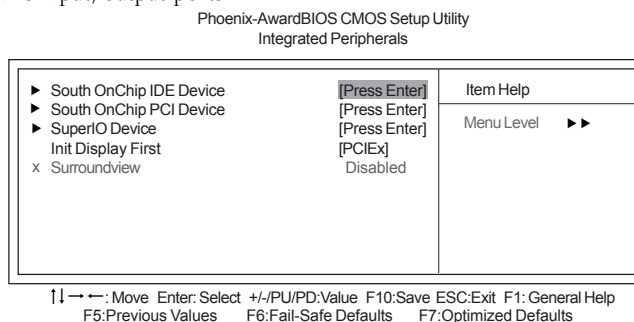 Phoenix-AwardBIOS CMOS Setup Utility
Integrated Peripherals
▶ South OnChip IDE Device [Press Enter] Item Help
▶ South OnChip PCI Device [Press Enter]
▶ SuperIO Device [Press Enter] Menu Level ▶▶
Init Display First [PCIEx]
x Surroundview Disabled
↑↓→←: Move Enter: Select +/-/PU/PD:Value F10:Save ESC:Exit F1: General Help
F5:Previous Values F6:Fail-Safe Defaults F7:Optimized Defaults